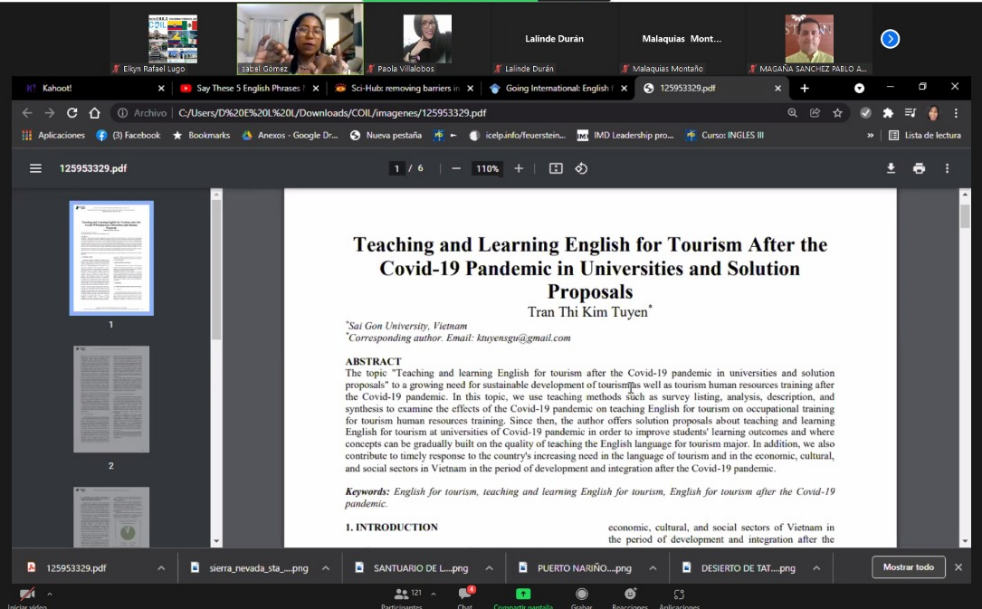 Elkyn Rafael Lugo
sabel Gómez
Paola Villalobos
Lalinde Durán
Lalinde Durán
Malaquias Mont...
Malaquias Montaño
MAGAÑA SANCHEZ PABLO A...
Kahoot!
Say These 5 English Phrases
Sci-Hub: removing barriers in
Going International: English f
125953329.pdf
Archivo | C:/Users/D%20E%20L%20L/Downloads/COIL/imagenes/125953329.pdf
Aplicaciones
(3) Facebook
Bookmarks
Anexos - Google Dr...
Nueva pestaña
icelp.info/feuerstein...
IMD Leadership pro...
Curso: INGLES III
»
Lista de lectura
125953329.pdf
1 / 6
110%
1
2
Teaching and Learning English for Tourism After the
Covid-19 Pandemic in Universities and Solution
Proposals
Tran Thi Kim Tuyen*
*Sai Gon University, Vietnam
*Corresponding author. Email: ktuyensgu@gmail.com
ABSTRACT
The topic "Teaching and learning English for tourism after the Covid-19 pandemic in universities and solution
proposals" to a growing need for sustainable development of tourism as well as tourism human resources training after
the Covid-19 pandemic. In this topic, we use teaching methods such as survey listing, analysis, description, and
synthesis to examine the effects of the Covid-19 pandemic on teaching English for tourism on occupational training
for tourism human resources training. Since then, the author offers solution proposals about teaching and learning
English for tourism at universities of Covid-19 pandemic in order to improve students' learning outcomes and where
concepts can be gradually built on the quality of teaching the English language for tourism major. In addition, we also
contribute to timely response to the country's increasing need in the language of tourism and in the economic, cultural,
and social sectors in Vietnam in the period of development and integration after the Covid-19 pandemic.
Keywords: English for tourism, teaching and learning English for tourism, English for tourism after the Covid-19
pandemic.
1. INTRODUCTION
economic, cultural, and social sectors of Vietnam in
the period of development and integration after the
125953329.pdf
sierra_nevada_sta_....png
SANTUARIO DE L....png
PUERTO NARIÑO....png
DESIERTO DE TAT....png
Mostrar todo
Iniciar video
121
Participantes
4
Chat
Compartir pantalla
Grabar
Reacciones
Aplicaciones